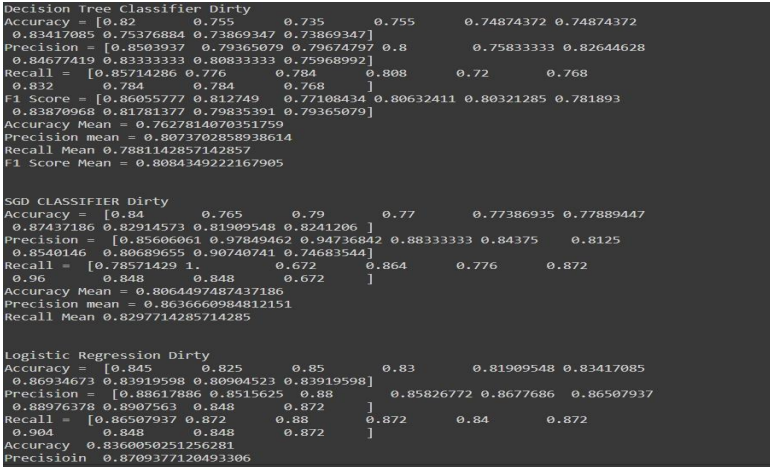 Decision Tree Classifier Dirty
Accuracy = [0.82 0.755 0.735 0.755 0.74874372 0.74874372
0.83417085 0.75376884 0.73869347 0.73869347]
Precision = [0.8503937 0.79365079 0.79674797 0.8 0.75833333 0.82644628
0.84677419 0.83333333 0.80833333 0.75968992]
Recall = [0.85714286 0.776 0.784 0.808 0.72 0.768
0.832 0.784 0.784 0.768 ]
F1 Score = [0.86055777 0.812749 0.77108434 0.80632411 0.80321285 0.781893
0.83870968 0.81781377 0.79835391 0.79365079]
Accuracy Mean = 0.7627814070351759
Precision mean = 0.8073702858938614
Recall Mean 0.7881142857142857
F1 Score Mean = 0.8084349222167905
SGD CLASSIFIER Dirty
Accuracy = [0.84 0.765 0.79 0.77 0.77386935 0.77889447
0.87437186 0.82914573 0.81909548 0.8241206 ]
Precision = [0.85606061 0.97849462 0.94736842 0.88333333 0.84375 0.8125
0.8540146 0.80689655 0.90740741 0.74683544]
Recall = [0.78571429 1. 0.672 0.864 0.776 0.872
0.96 0.848 0.848 0.672 ]
Accuracy Mean = 0.8064497487437186
Precision mean = 0.8636660984812151
Recall Mean 0.8297714285714285
Logistic Regression Dirty
Accuracy = [0.845 0.825 0.85 0.83 0.81909548 0.83417085
0.86934673 0.83919598 0.80904523 0.83919598]
Precision = [0.88617886 0.8515625 0.88 0.85826772 0.8677686 0.86507937
0.88976378 0.8907563 0.848 0.872 ]
Recall = [0.86507937 0.872 0.88 0.872 0.84 0.872
0.904 0.848 0.848 0.872 ]
Accuracy 0.8360050251256281
Precisioin 0.8709377120493306